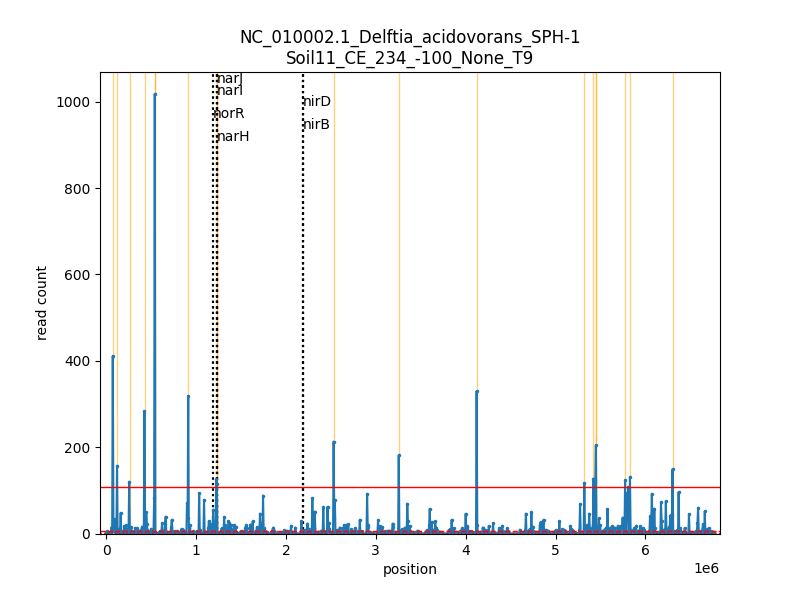 NC_010002.1_Delftia_acidovorans_SPH-1
Soil11_CE_234_-100_None_T9
narJ
narI
norR
narH
nirD
nirB
1000
800
600
400
200
0
read count
0 1 2 3 4 5 6
1e6
position